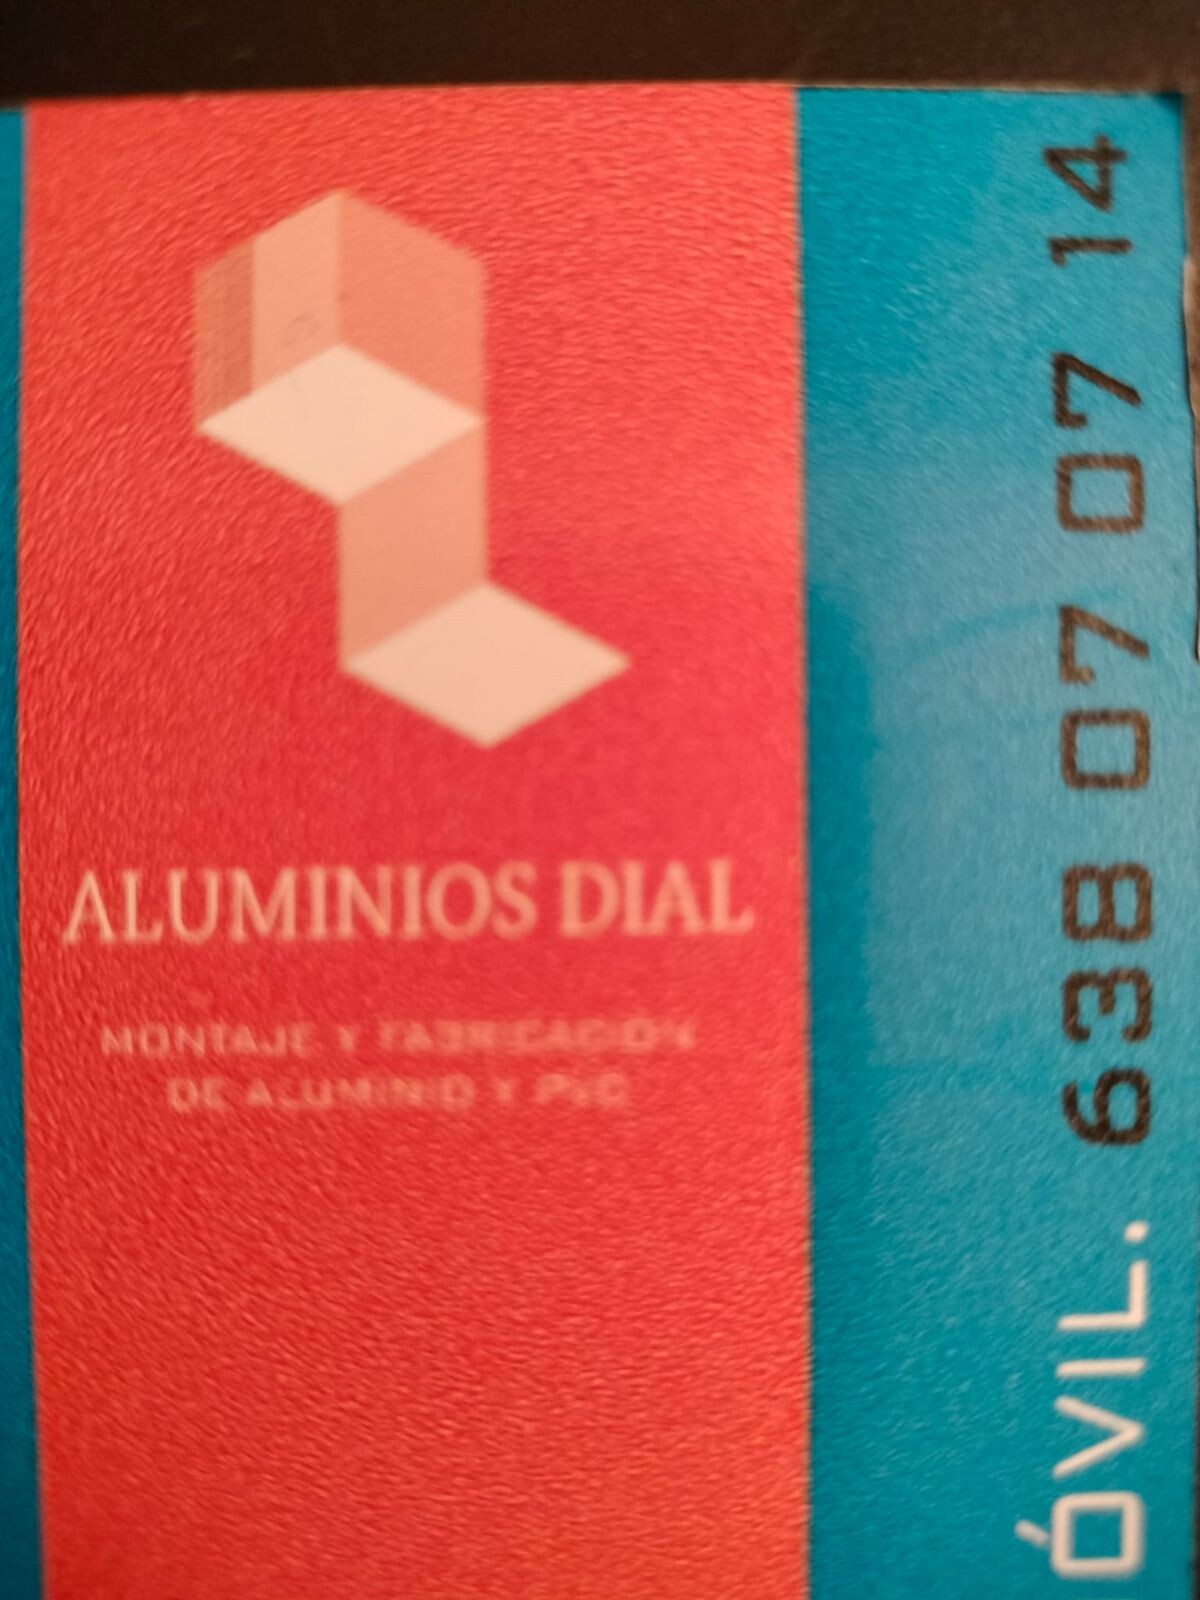 ALUMINIOS DIAL
MONTAJE Y FABRICACIÓN
DE ALUMINIO Y PVC
ÓVIL. 638 07 07 14